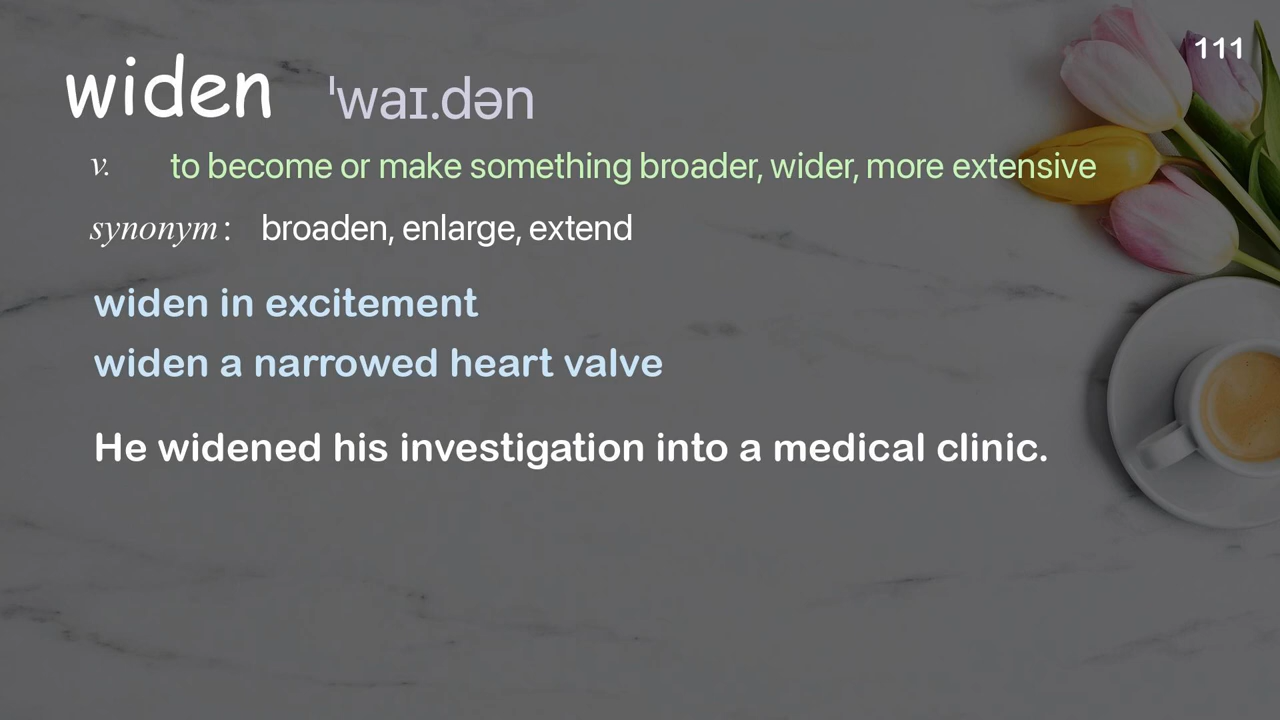 111
widen ˈwaɪ.dən
v. to become or make something broader, wider, more extensive
synonym : broaden, enlarge, extend
widen in excitement
widen a narrowed heart valve
He widened his investigation into a medical clinic.